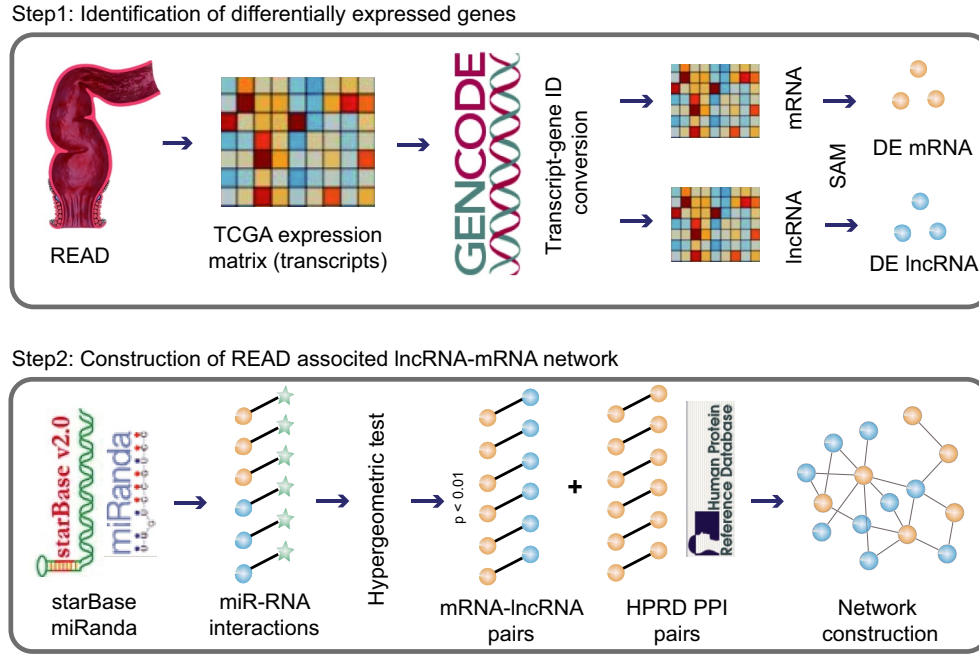 Step1: Identification of differentially expressed genes
READ
TCGA expression
matrix (transcripts)
GENCODE
Transcript-gene ID
conversion
mRNA
lncRNA
SAM
DE mRNA
DE lncRNA
Step2: Construction of READ associted lncRNA-mRNA network
starBase v2.0
miRanda
starBase
miRanda
miR-RNA
interactions
Hypergeometric test
p < 0.01
mRNA-lncRNA
pairs
+
Human Protein
Reference Database
HPRD PPI
pairs
Network
construction